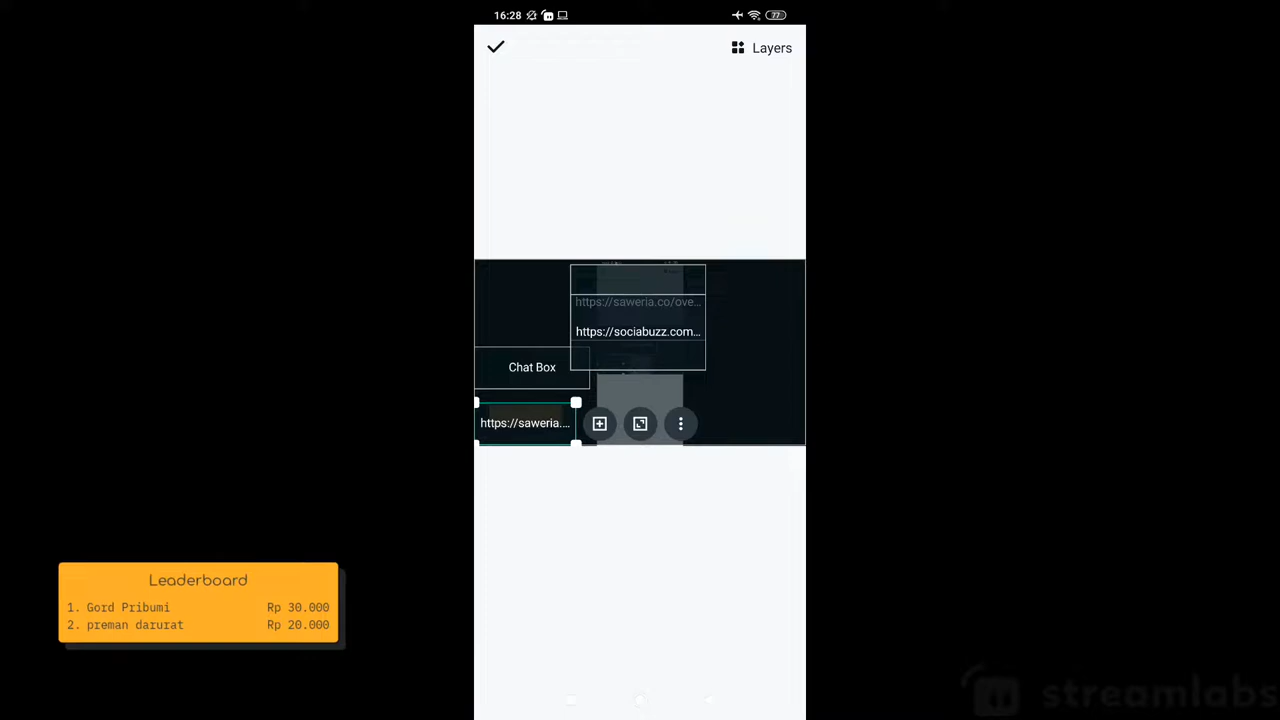 16:28
77
Layers
https://saweria.co/ove...
https://sociabuzz.com...
Chat Box
https://saweria....
Leaderboard
1. Gord Pribumi Rp 30.000
2. preman darurat Rp 20.000
streamlabs